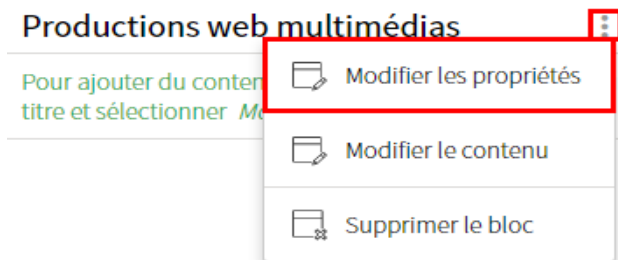 Productions web multimédias
Pour ajouter du conten
titre et sélectionner
Modifier les propriétés
Modifier le contenu
Supprimer le bloc